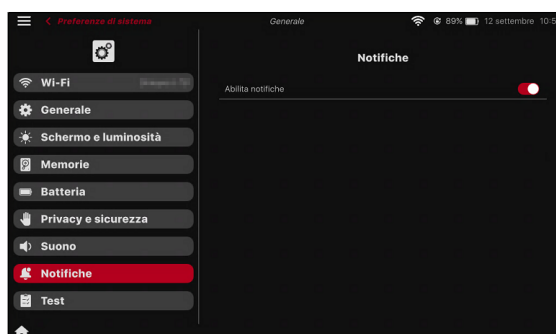 Preferenze di sistema
Generale
89%
12 settembre 10:5
Notifiche
Wi-Fi
Abilita notifiche
Generale
Schermo e luminosità
Memorie
Batteria
Privacy e sicurezza
Suono
Notifiche
Test